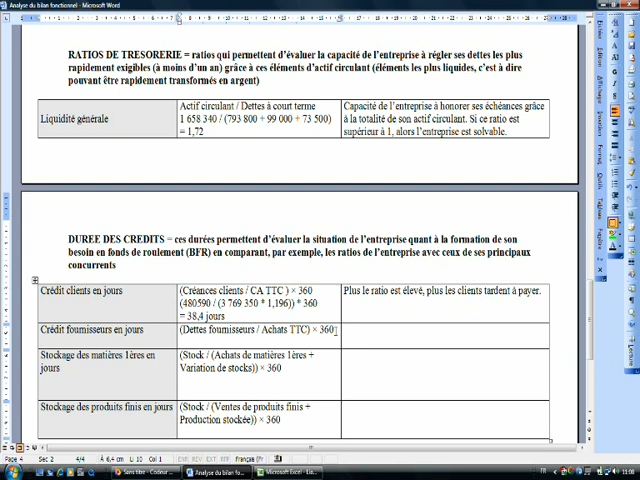 Analyse du bilan fonctionnel - Microsoft Word
RATIOS DE TRESORERIE = ratios qui permettent d'évaluer la capacité de l'entreprise à régler ses dettes les plus
rapidement exigibles (à moins d'un an) grâce à ces éléments d'actif circulant (éléments les plus liquides, c'est à dire
pouvant être rapidement transformés en argent)
Liquidité générale
Actif circulant / Dettes à court terme
1 658 340 / (793 800 + 99 000 + 73 500)
= 1,72
Capacité de l'entreprise à honorer ses échéances grâce
à la totalité de son actif circulant. Si ce ratio est
supérieur à 1, alors l'entreprise est solvable.
DUREE DES CREDITS = ces durées permettent d'évaluer la situation de l'entreprise quant à la formation de son
besoin en fonds de roulement (BFR) en comparant, par exemple, les ratios de l'entreprise avec ceux de ses principaux
concurrents
Crédit clients en jours
(Créances clients / CA TTC ) × 360
(480590 / (3 769 350 * 1,196)) * 360
= 38,4 jours
Plus le ratio est élevé, plus les clients tardent à payer.
Crédit fournisseurs en jours
(Dettes fournisseurs / Achats TTC) × 360
Stockage des matières 1ères en
jours
(Stock / (Achats de matières 1ères +
Variation de stocks)) × 360
Stockage des produits finis en jours
(Stock / (Ventes de produits finis +
Production stockée)) × 360
Page 4 Sec 2 4/4 À 6,4 cm Li 10 Col 1 ENR REV EXT RFP Français (Fr
Sans titre - Codeur ... Analyse du bilan fo... Microsoft Excel - Lis... FR 11:08